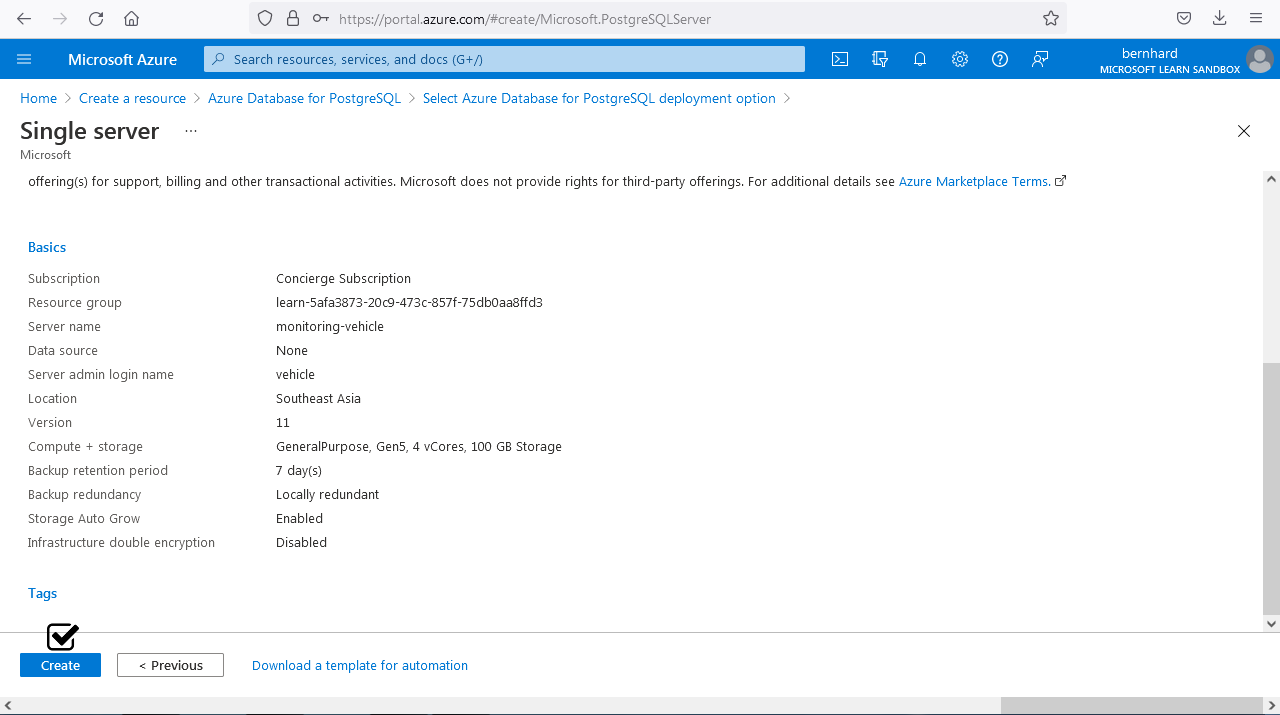 https://portal.azure.com/#create/Microsoft.PostgreSQLServer
Microsoft Azure
Search resources, services, and docs (G+/)
bernhard
MICROSOFT LEARN SANDBOX
Home > Create a resource > Azure Database for PostgreSQL > Select Azure Database for PostgreSQL deployment option >
Single server ...
Microsoft
offering(s) for support, billing and other transactional activities. Microsoft does not provide rights for third-party offerings. For additional details see Azure Marketplace Terms.
Basics
Subscription Concierge Subscription
Resource group learn-5afa3873-20c9-473c-857f-75db0aa8ffd3
Server name monitoring-vehicle
Data source None
Server admin login name vehicle
Location Southeast Asia
Version 11
Compute + storage GeneralPurpose, Gen5, 4 vCores, 100 GB Storage
Backup retention period 7 day(s)
Backup redundancy Locally redundant
Storage Auto Grow Enabled
Infrastructure double encryption Disabled
Tags
Create < Previous Download a template for automation